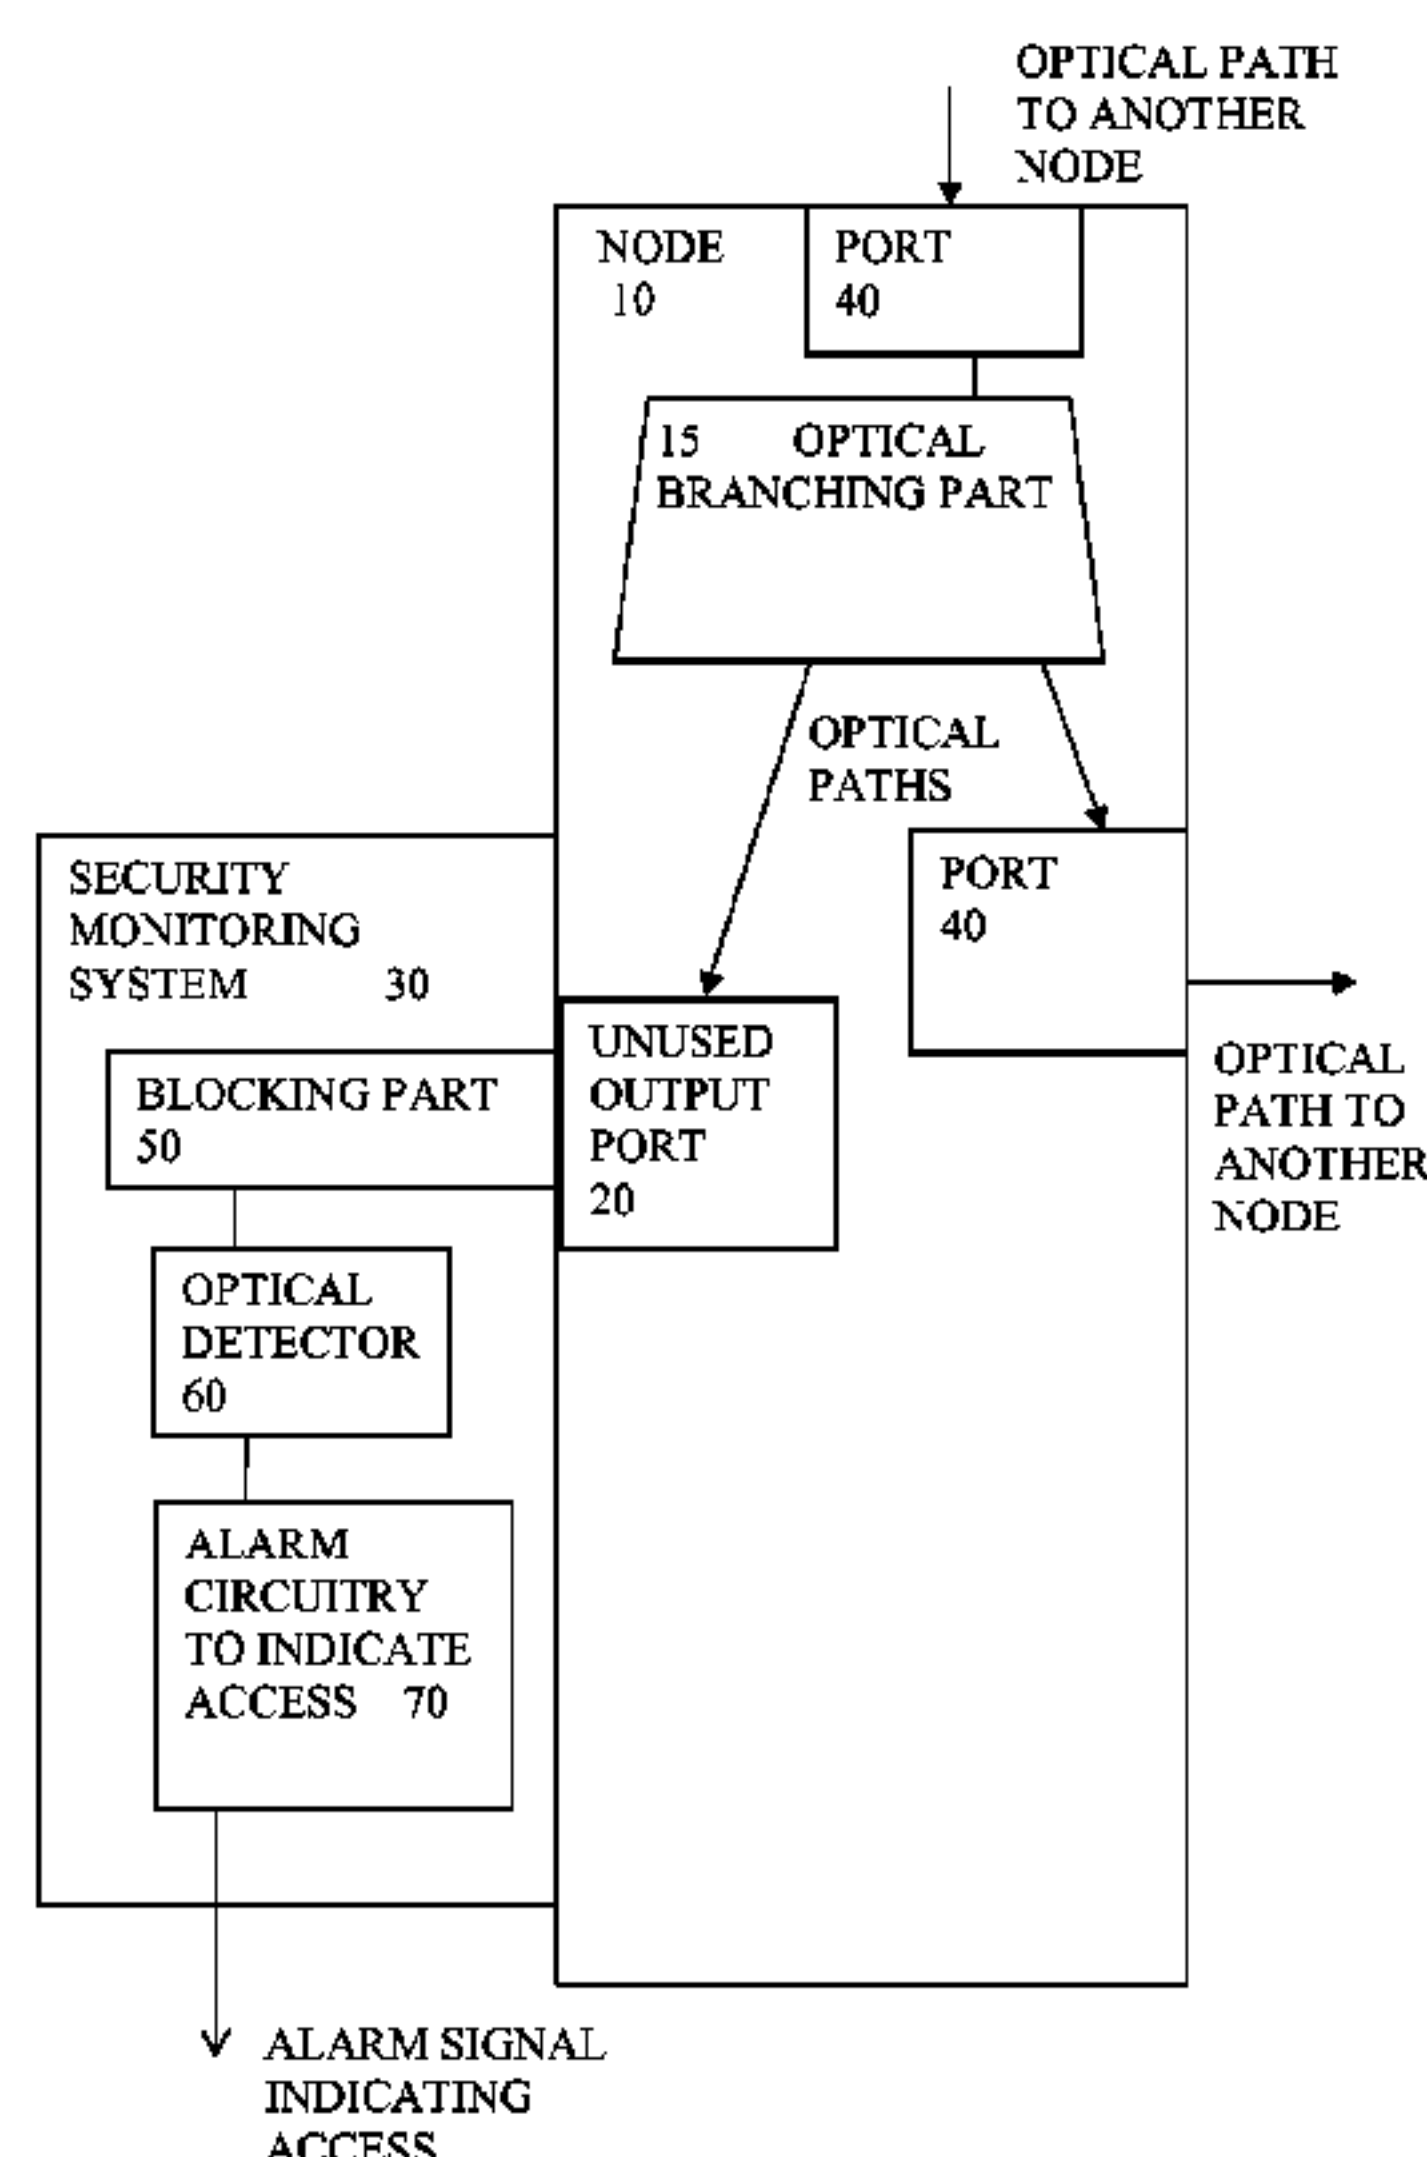 OPTICAL PATH
TO ANOTHER
NODE
NODE
10
PORT
40
15 OPTICAL
BRANCHING PART
OPTICAL
PATHS
PORT
40
SECURITY
MONITORING
SYSTEM 30
UNUSED
OUTPUT
PORT
20
BLOCKING PART
50
OPTICAL
PATH TO
ANOTHER
NODE
OPTICAL
DETECTOR
60
ALARM
CIRCUITRY
TO INDICATE
ACCESS 70
ALARM SIGNAL
INDICATING
ACCESS